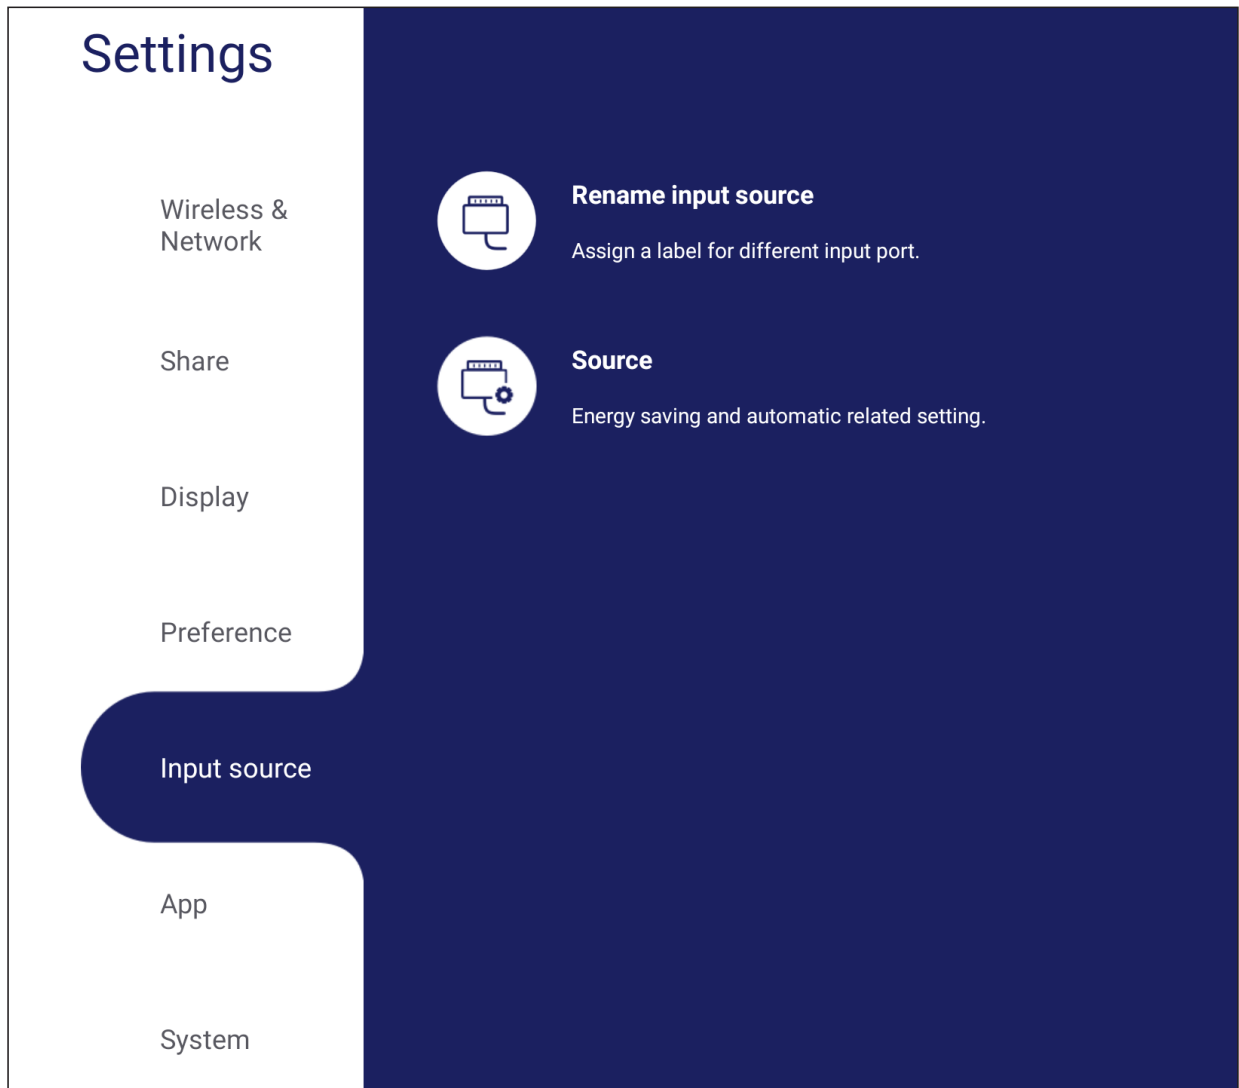 Settings
Wireless &
Network
Share
Display
Preference
Input source
App
System
Rename input source
Assign a label for different input port.
Source
Energy saving and automatic related setting.